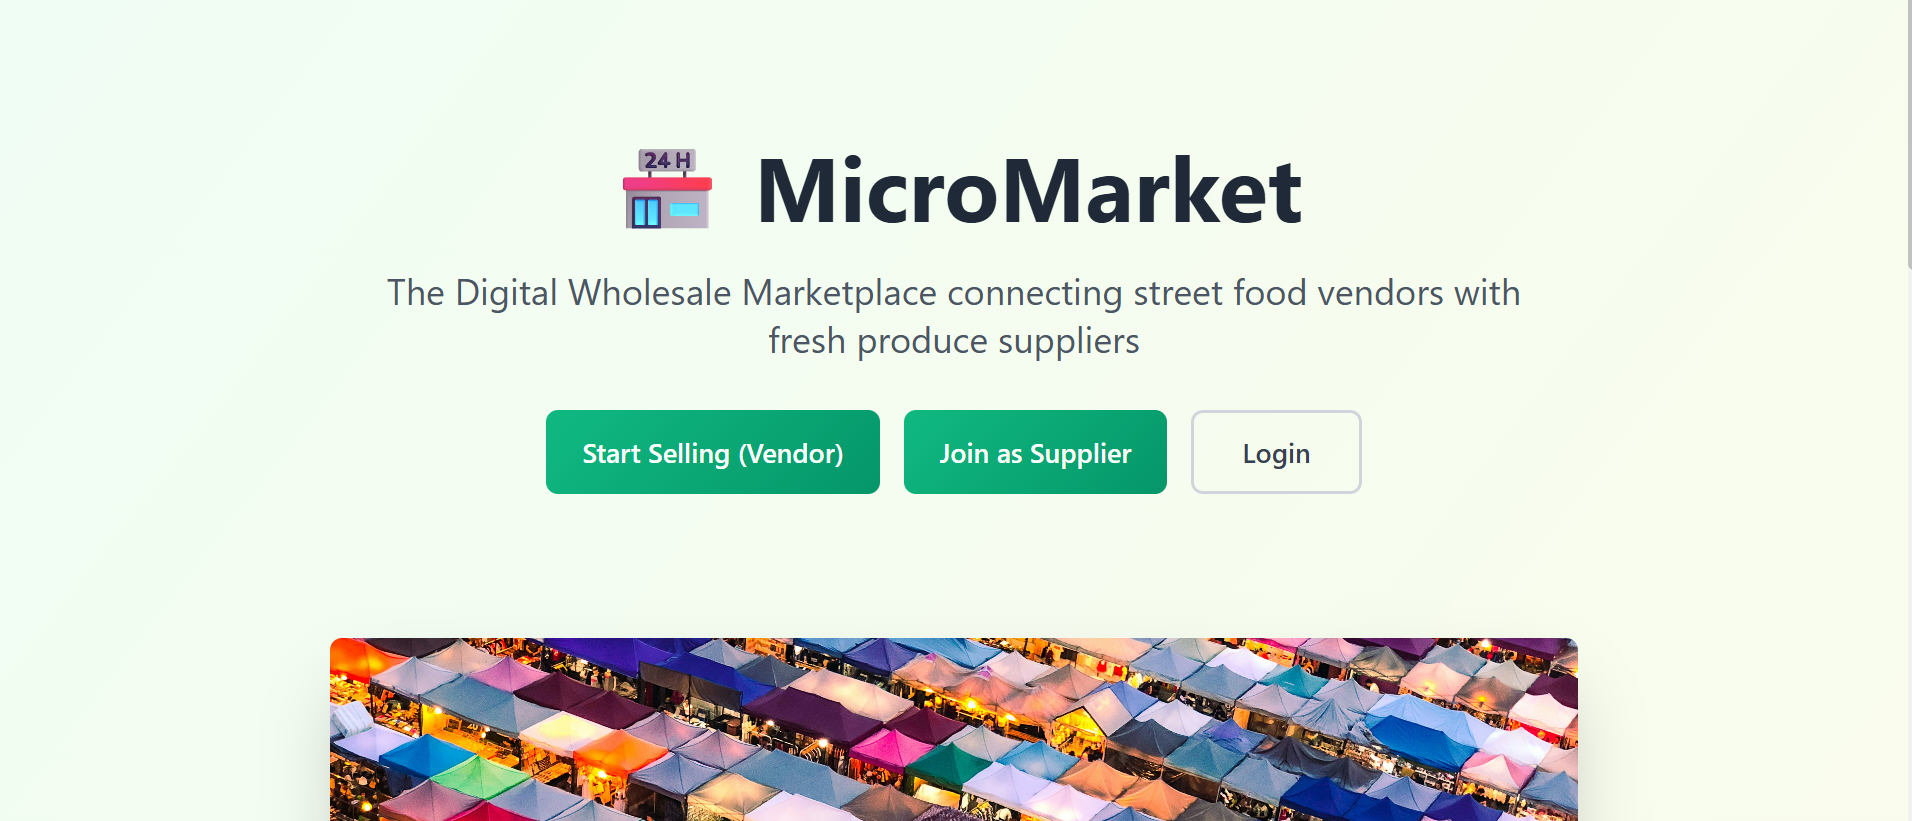 24 H
MicroMarket
The Digital Wholesale Marketplace connecting street food vendors with
fresh produce suppliers
Start Selling (Vendor)
Join as Supplier
Login